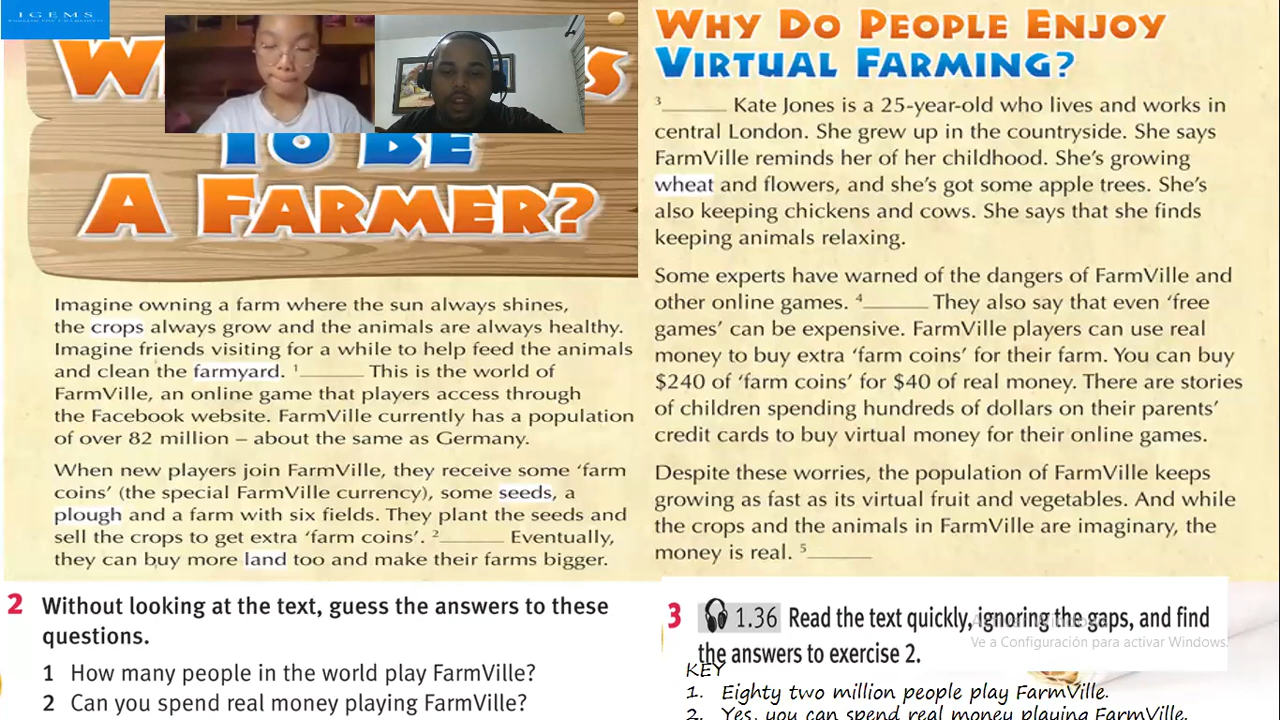 IGEMS
TO BE
A FARMER?
Imagine owning a farm where the sun always shines,
the crops always grow and the animals are always healthy.
Imagine friends visiting for a while to help feed the animals
and clean the farmyard. 1______ This is the world of
FarmVille, an online game that players access through
the Facebook website. FarmVille currently has a population
of over 82 million – about the same as Germany.
When new players join FarmVille, they receive some ‘farm
coins’ (the special FarmVille currency), some seeds, a
plough and a farm with six fields. They plant the seeds and
sell the crops to get extra ‘farm coins’. 2______ Eventually,
they can buy more land too and make their farms bigger.
2 Without looking at the text, guess the answers to these
questions.
1 How many people in the world play FarmVille?
2 Can you spend real money playing FarmVille?
WHY DO PEOPLE ENJOY
VIRTUAL FARMING?
3______ Kate Jones is a 25-year-old who lives and works in
central London. She grew up in the countryside. She says
FarmVille reminds her of her childhood. She’s growing
wheat and flowers, and she’s got some apple trees. She’s
also keeping chickens and cows. She says that she finds
keeping animals relaxing.
Some experts have warned of the dangers of FarmVille and
other online games. 4______ They also say that even ‘free
games’ can be expensive. FarmVille players can use real
money to buy extra ‘farm coins’ for their farm. You can buy
$240 of ‘farm coins’ for $40 of real money. There are stories
of children spending hundreds of dollars on their parents’
credit cards to buy virtual money for their online games.
Despite these worries, the population of FarmVille keeps
growing as fast as its virtual fruit and vegetables. And while
the crops and the animals in FarmVille are imaginary, the
money is real. 5______
3 1.36 Read the text quickly, ignoring the gaps, and find
the answers to exercise 2.
Ve a Configuración para activar Windows.
KEY
1. Eighty two million people play FarmVille.
2. Yes, you can spend real money playing FarmVille.